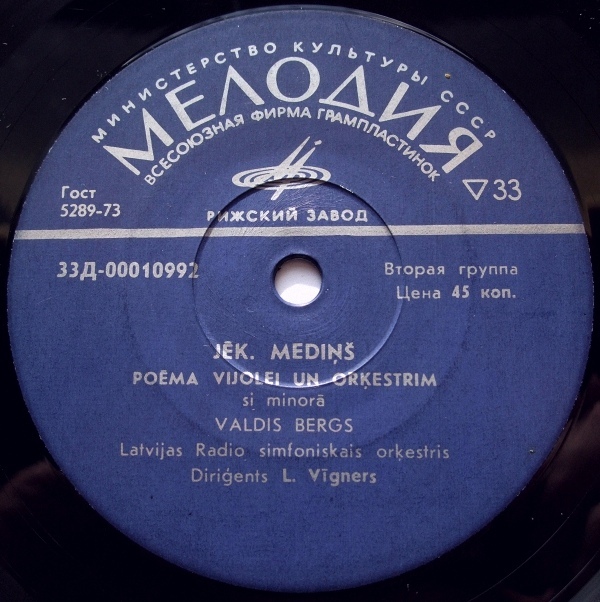 МИНИСТЕРСТВО КУЛЬТУРЫ СССР
МЕЛОДИЯ
ВСЕСОЮЗНАЯ ФИРМА ГРАМПЛАСТИНОК
Гост
5289-73
▽33
РИЖСКИЙ ЗАВОД
33Д-00010992
Вторая группа
Цена 45 коп.
JĒK. MEDIŅŠ
POĒMA VIJOLEI UN ORĶESTRIM
si minorā
VALDIS BERGS
Latvijas Radio simfoniskais orķestris
Diriģents L. Vīgners